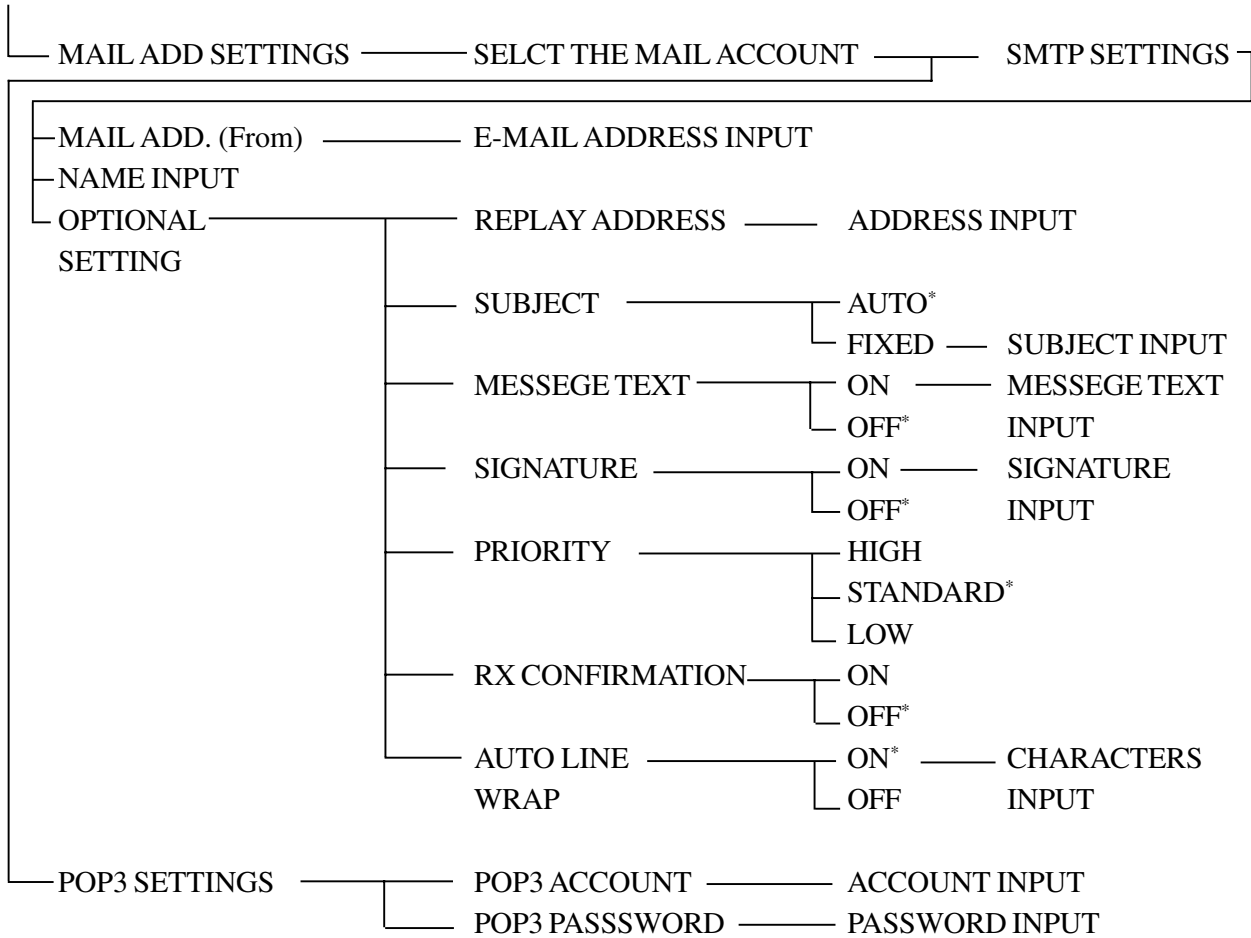 MAIL ADD SETTINGS SELCT THE MAIL ACCOUNT SMTP SETTINGS
MAIL ADD. (From) E-MAIL ADDRESS INPUT
NAME INPUT
OPTIONAL REPLAY ADDRESS ADDRESS INPUT
SETTING
SUBJECT AUTO*
FIXED SUBJECT INPUT
MESSEGE TEXT ON MESSEGE TEXT
OFF* INPUT
SIGNATURE ON SIGNATURE
OFF* INPUT
PRIORITY HIGH
STANDARD*
LOW
RX CONFIRMATION ON
OFF*
AUTO LINE ON* CHARACTERS
WRAP OFF INPUT
POP3 SETTINGS POP3 ACCOUNT ACCOUNT INPUT
POP3 PASSSWORD PASSWORD INPUT